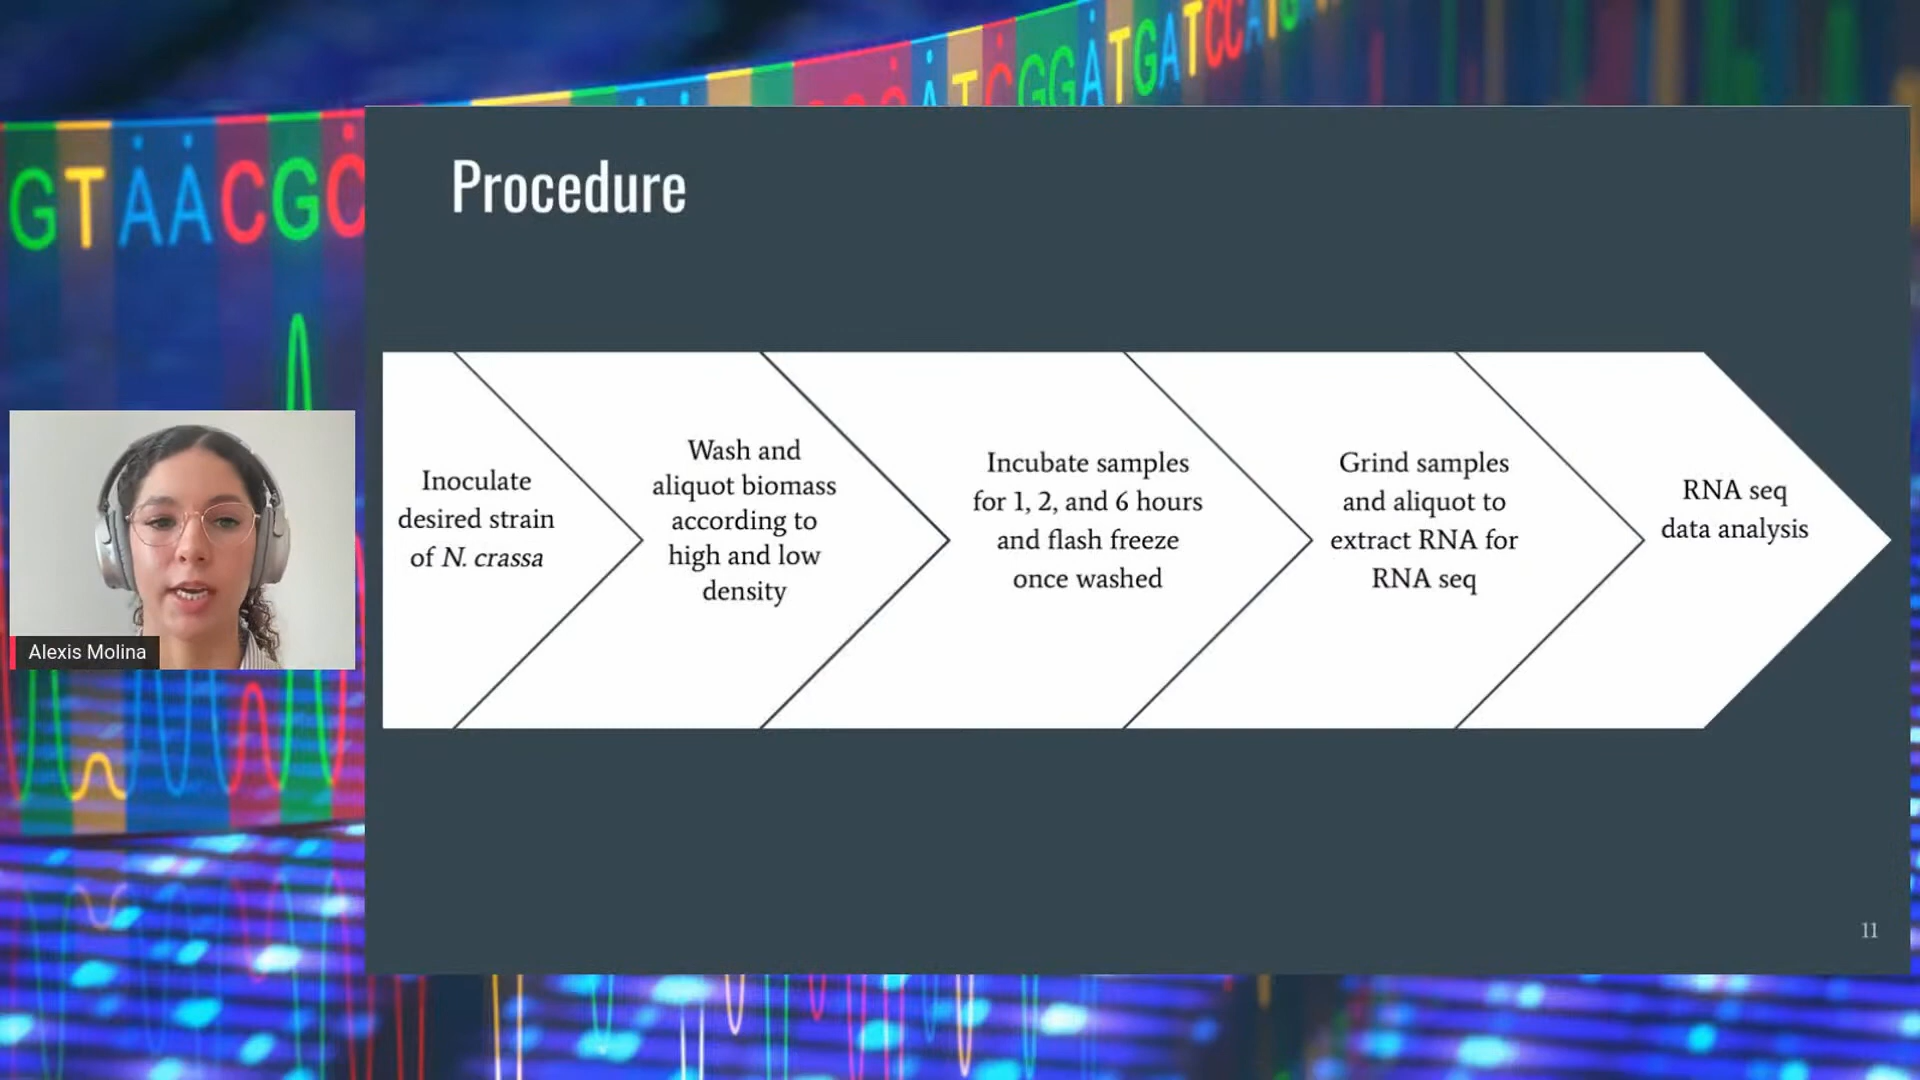 GGATGATCCATG
GTAACGC
Procedure
Inoculate
desired strain
of N. crassa
Wash and
aliquot biomass
according to
high and low
density
Incubate samples
for 1, 2, and 6 hours
and flash freeze
once washed
Grind samples
and aliquot to
extract RNA for
RNA seq
RNA seq
data analysis
Alexis Molina
11